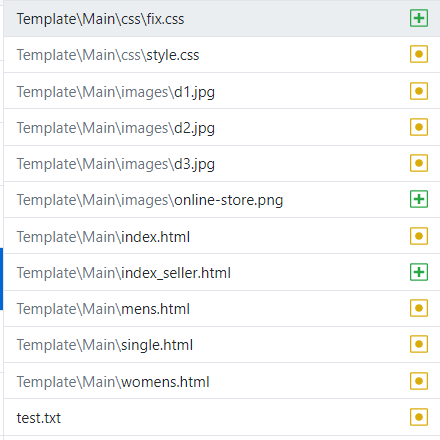 Template\Main\css\fix.css
Template\Main\css\style.css
Template\Main\images\d1.jpg
Template\Main\images\d2.jpg
Template\Main\images\d3.jpg
Template\Main\images\online-store.png
Template\Main\index.html
Template\Main\index_seller.html
Template\Main\mens.html
Template\Main\single.html
Template\Main\womens.html
test.txt